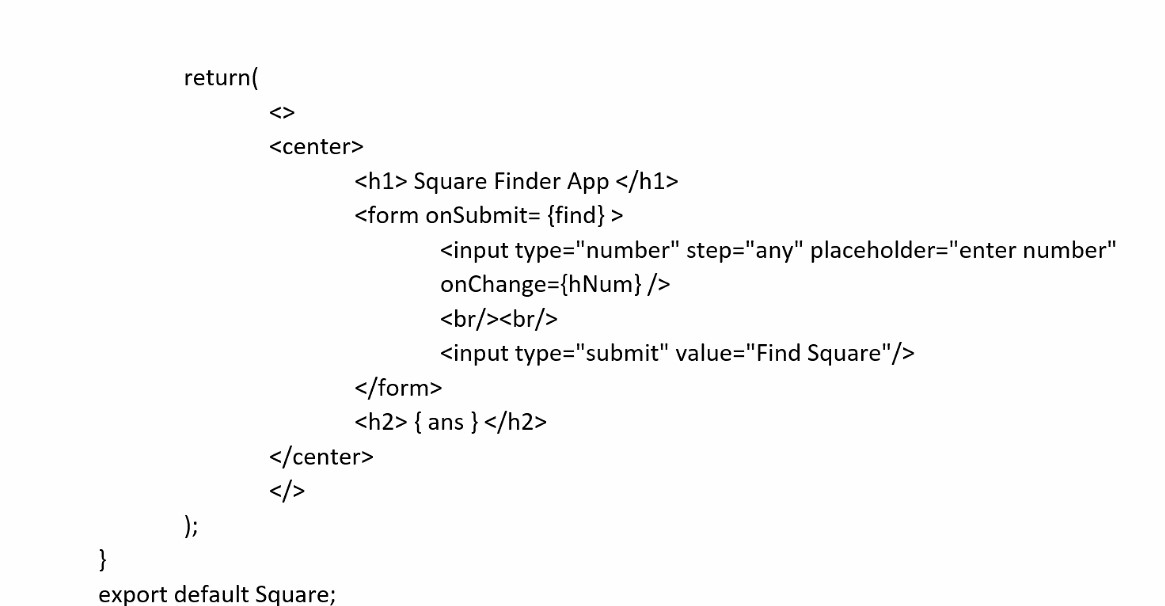 return(
<>
<center>
<h1> Square Finder App </h1>
<form onSubmit= {find} >
<input type="number" step="any" placeholder="enter number"
onChange={hNum} />
<br/><br/>
<input type="submit" value="Find Square"/>
</form>
<h2> { ans } </h2>
</center>
</>
);
}
export default Square;